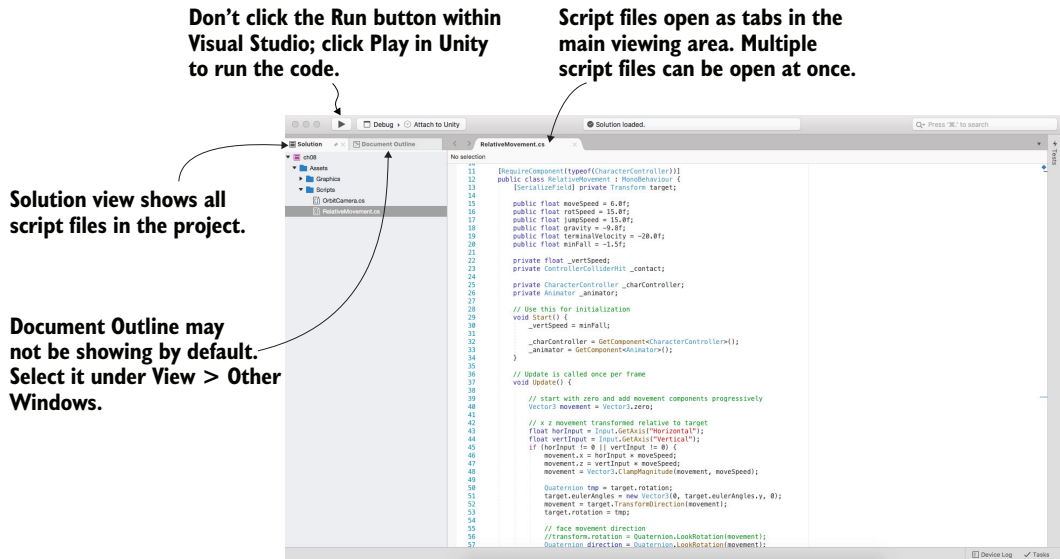 Don't click the Run button within
Visual Studio; click Play in Unity
to run the code.
Script files open as tabs in the
main viewing area. Multiple
script files can be open at once.
Debug › Attach to Unity
Solution loaded.
Press '⌘.' to search
Solution
Document Outline
RelativeMovement.cs
Tests
No selection
ch08
Assets
Graphics
Scripts
OrbitCamera.cs
RelativeMovement.cs
Solution view shows all
script files in the project.
Document Outline may
not be showing by default.
Select it under View > Other
Windows.
11 [RequireComponent(typeof(CharacterController))]
12 public class RelativeMovement : MonoBehaviour {
13 [SerializeField] private Transform target;
14
15 public float moveSpeed = 6.0f;
16 public float rotSpeed = 15.0f;
17 public float jumpSpeed = 15.0f;
18 public float gravity = -9.8f;
19 public float terminalVelocity = -20.0f;
20 public float minFall = -1.5f;
21
22 private float _vertSpeed;
23 private ControllerColliderHit _contact;
24
25 private CharacterController _charController;
26 private Animator _animator;
27
28 // Use this for initialization
29 void Start() {
30 _vertSpeed = minFall;
31
32 _charController = GetComponent<CharacterController>();
33 _animator = GetComponent<Animator>();
34 }
35
36 // Update is called once per frame
37 void Update() {
38
39 // start with zero and add movement components progressively
40 Vector3 movement = Vector3.zero;
41
42 // x z movement transformed relative to target
43 float horInput = Input.GetAxis("Horizontal");
44 float vertInput = Input.GetAxis("Vertical");
45 if (horInput != 0 || vertInput != 0) {
46 movement.x = horInput * moveSpeed;
47 movement.z = vertInput * moveSpeed;
48 movement = Vector3.ClampMagnitude(movement, moveSpeed);
49
50 Quaternion tmp = target.rotation;
51 target.eulerAngles = new Vector3(0, target.eulerAngles.y, 0);
52 movement = target.TransformDirection(movement);
53 target.rotation = tmp;
54
55 // face movement direction
56 //transform.rotation = Quaternion.LookRotation(movement);
57 Quaternion direction = Quaternion.LookRotation(movement);
Device Log
Tasks